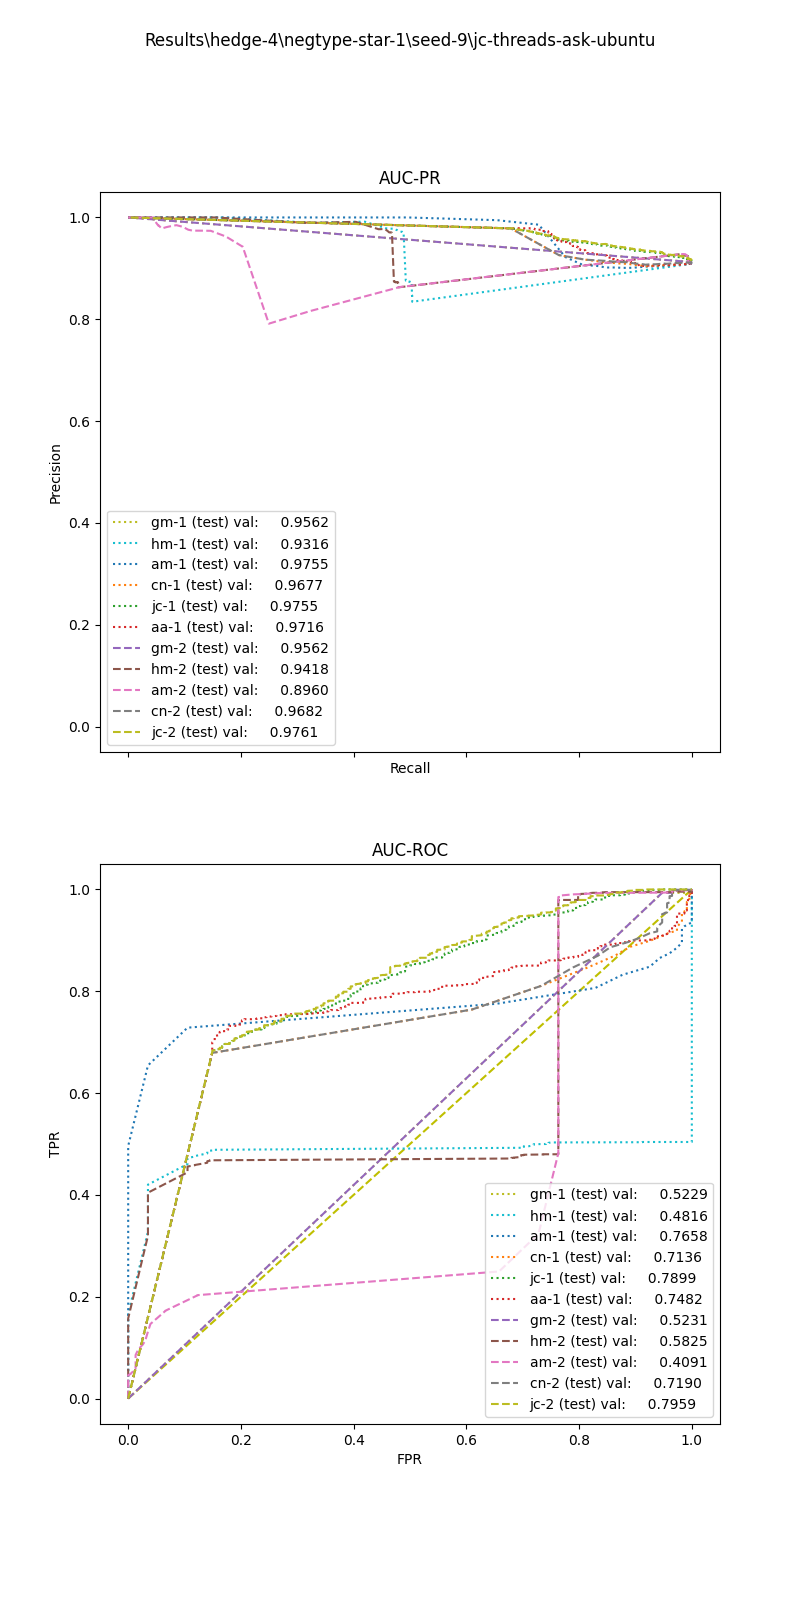 Results\hedge-4\negtype-star-1\seed-9\jc-threads-ask-ubuntu
AUC-PR
1.0
0.8
0.6
0.4
0.2
0.0
Precision
gm-1 (test) val: 0.9562
hm-1 (test) val: 0.9316
am-1 (test) val: 0.9755
cn-1 (test) val: 0.9677
jc-1 (test) val: 0.9755
aa-1 (test) val: 0.9716
gm-2 (test) val: 0.9562
hm-2 (test) val: 0.9418
am-2 (test) val: 0.8960
cn-2 (test) val: 0.9682
jc-2 (test) val: 0.9761
Recall
AUC-ROC
1.0
0.8
0.6
0.4
0.2
0.0
TPR
gm-1 (test) val: 0.5229
hm-1 (test) val: 0.4816
am-1 (test) val: 0.7658
cn-1 (test) val: 0.7136
jc-1 (test) val: 0.7899
aa-1 (test) val: 0.7482
gm-2 (test) val: 0.5231
hm-2 (test) val: 0.5825
am-2 (test) val: 0.4091
cn-2 (test) val: 0.7190
jc-2 (test) val: 0.7959
0.0 0.2 0.4 0.6 0.8 1.0
FPR